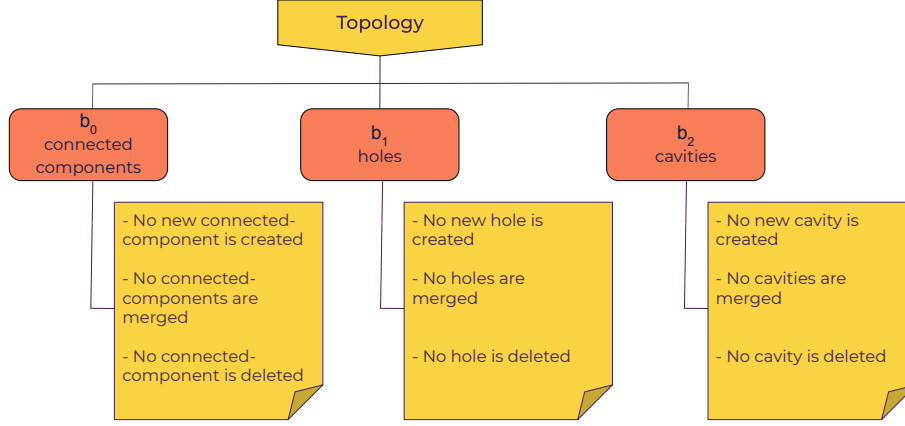 Topology
b0
connected
components
b1
holes
b2
cavities
- No new connected-
component is created
- No connected-
components are
merged
- No connected-
component is deleted
- No new hole is
created
- No holes are
merged
- No hole is deleted
- No new cavity is
created
- No cavities are
merged
- No cavity is deleted